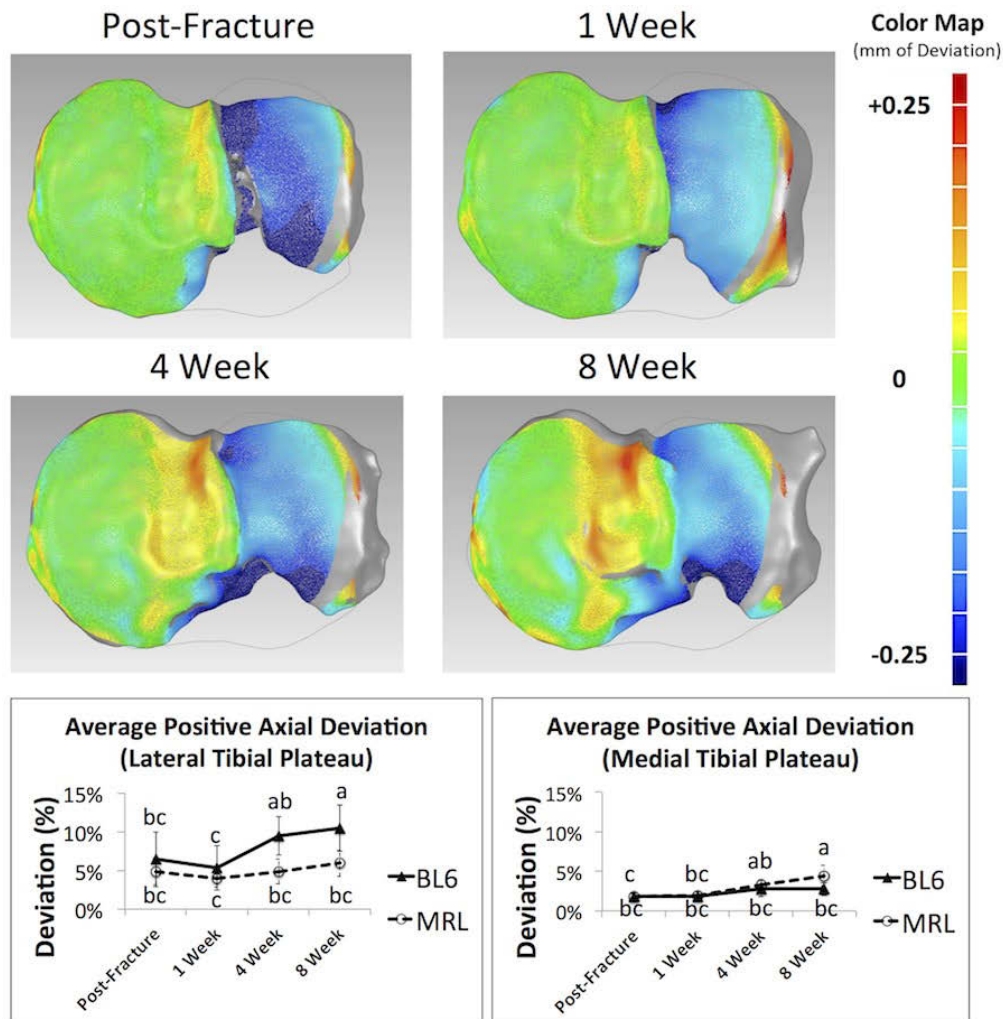 Post-Fracture
1 Week
Color Map
(mm of Deviation)
+0.25
0
-0.25
4 Week
8 Week
Average Positive Axial Deviation
(Lateral Tibial Plateau)
Deviation (%)
15%
10%
5%
0%
bc
c
ab
a
bc
c
bc
bc
Post-Fracture
1 Week
4 Week
8 Week
BL6
MRL
Average Positive Axial Deviation
(Medial Tibial Plateau)
Deviation (%)
15%
10%
5%
0%
c
bc
ab
a
bc
bc
bc
bc
Post-Fracture
1 Week
4 Week
8 Week
BL6
MRL